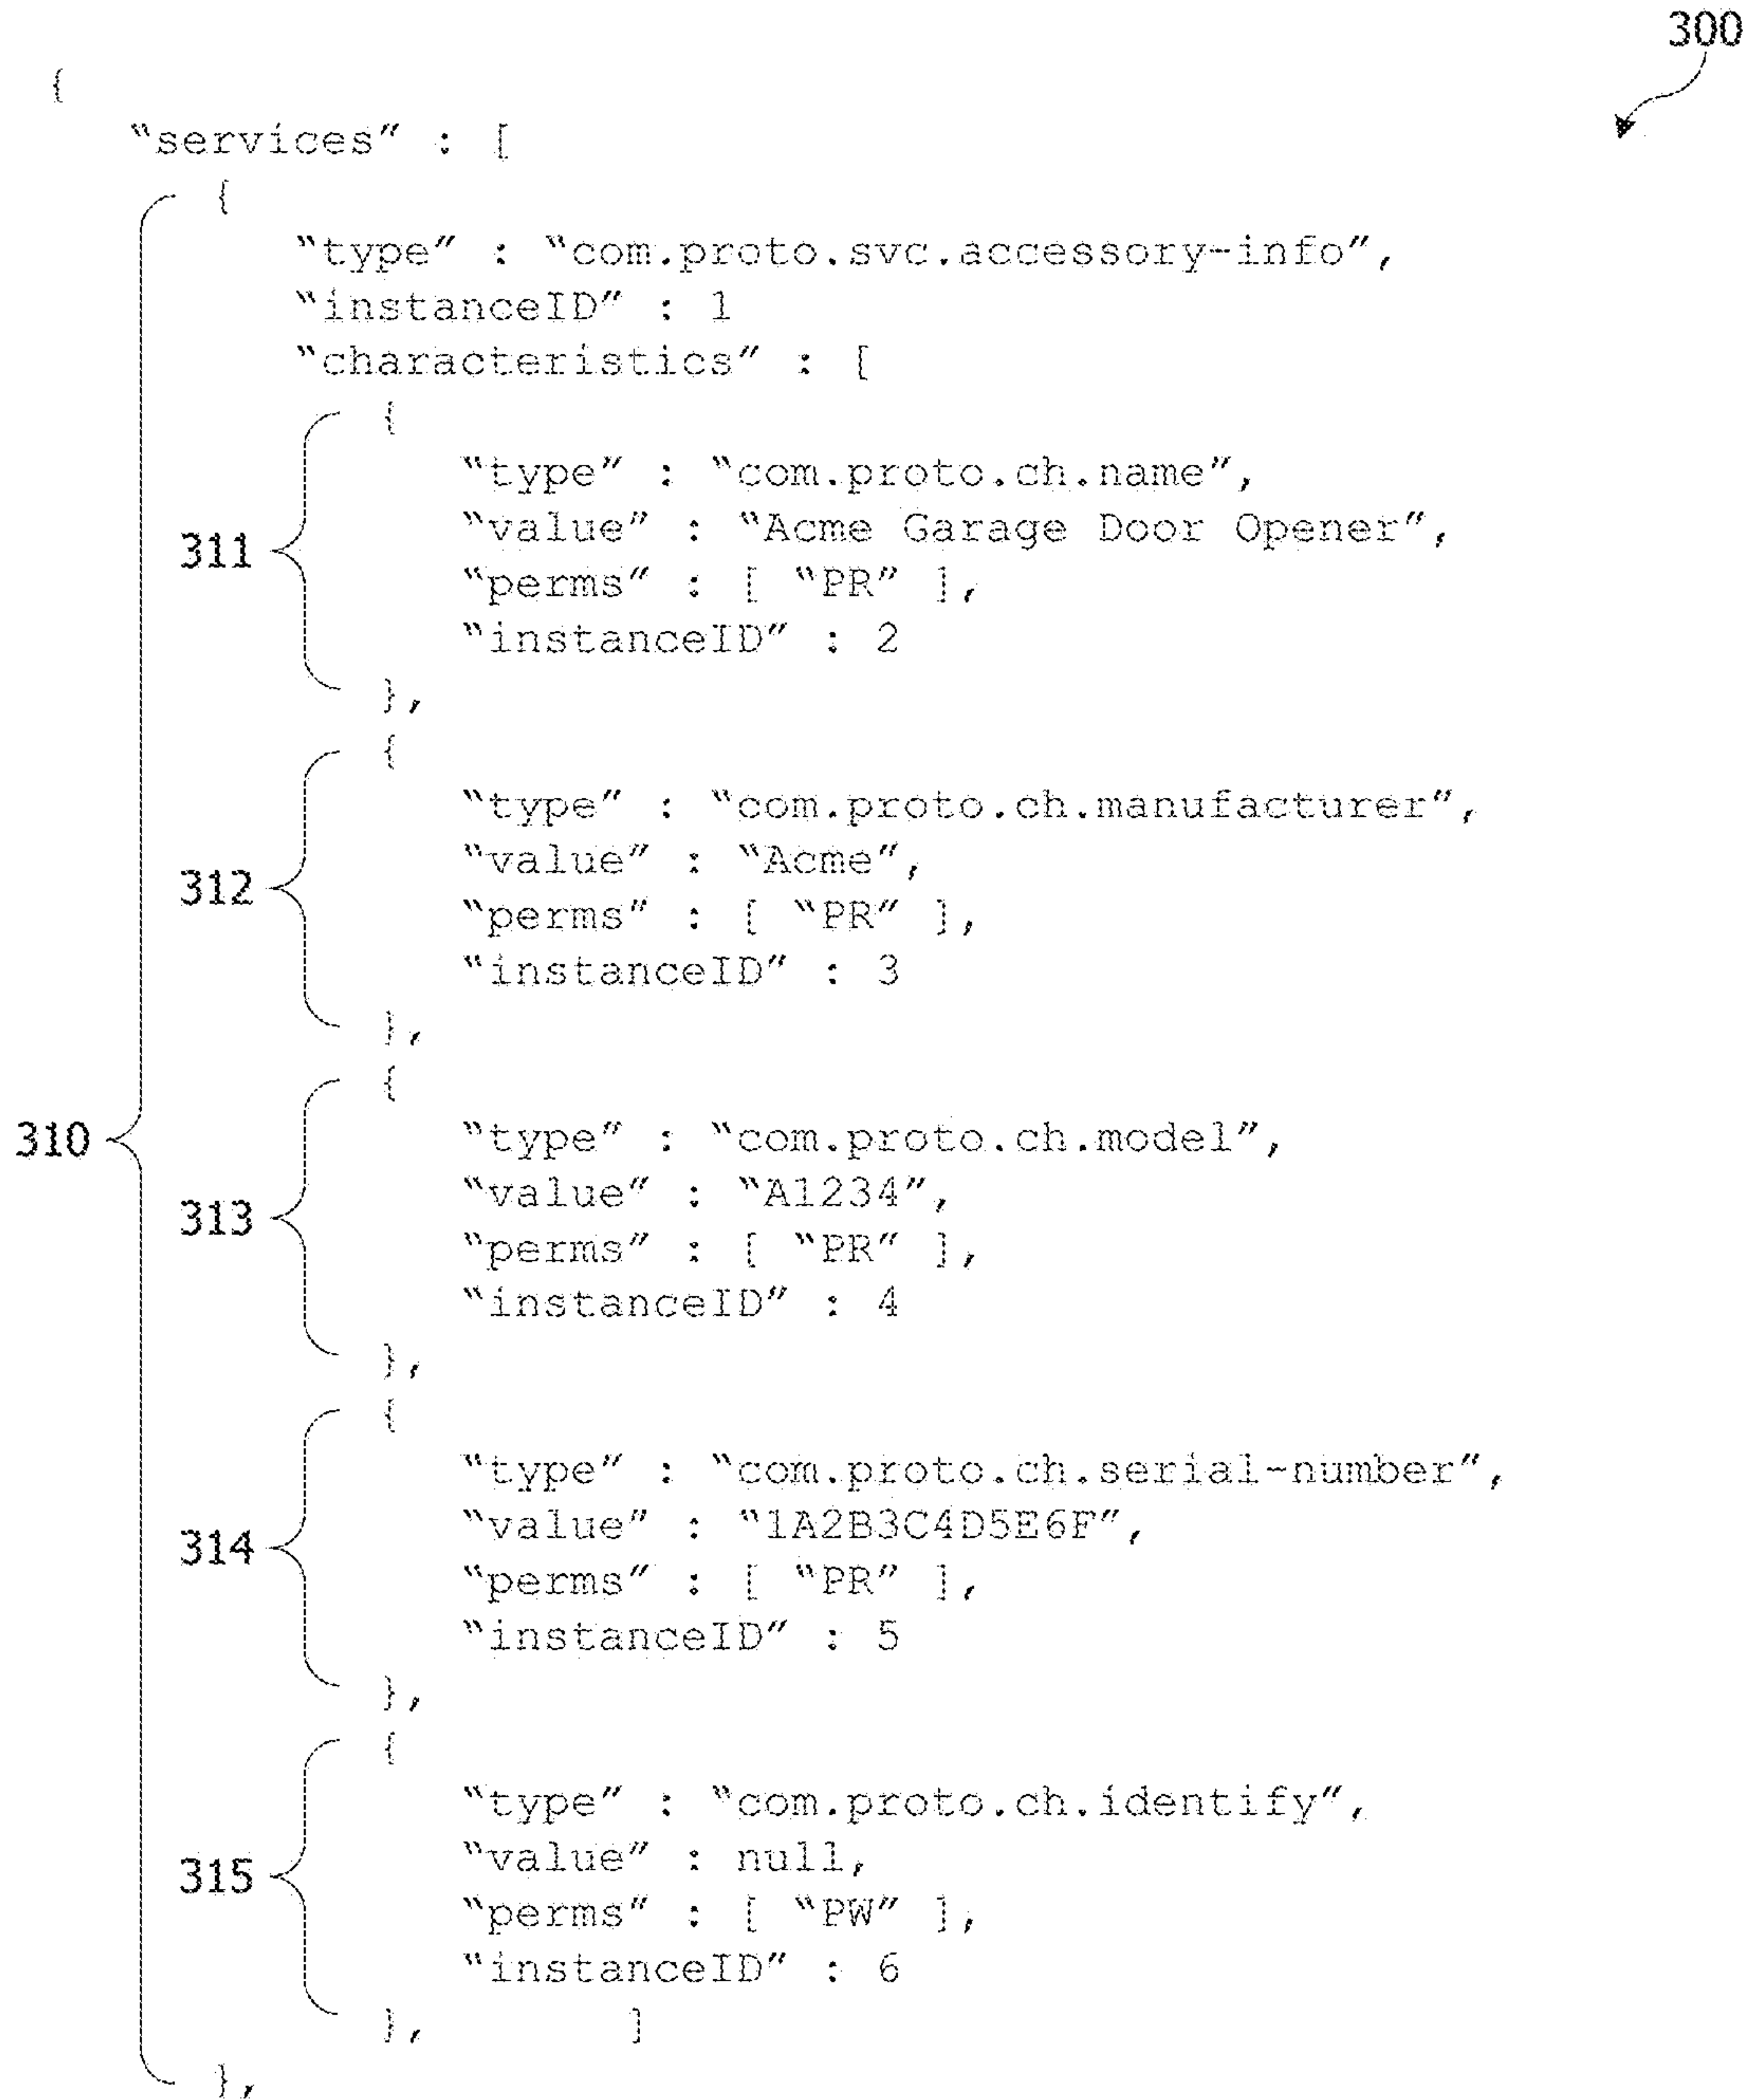 300
{
“services” : [
{
“type” : “com.proto.svc.accessory-info”,
“instanceID” : 1
“characteristics” : [
{
“type” : “com.proto.ch.name”,
“value” : “Acme Garage Door Opener”,
311
“perms” : [ “PR” ],
“instanceID” : 2
},
{
“type” : “com.proto.ch.manufacturer”,
“value” : “Acme”,
312
“perms” : [ “PR” ],
“instanceID” : 3
},
{
310
“type” : “com.proto.ch.model”,
“value” : “A1234”,
313
“perms” : [ “PR” ],
“instanceID” : 4
},
{
“type” : “com.proto.ch.serial-number”,
“value” : “1A2B3C4D5E6F”,
314
“perms” : [ “PR” ],
“instanceID” : 5
},
{
“type” : “com.proto.ch.identify”,
“value” : null,
315
“perms” : [ “PW” ],
“instanceID” : 6
}, ]
},